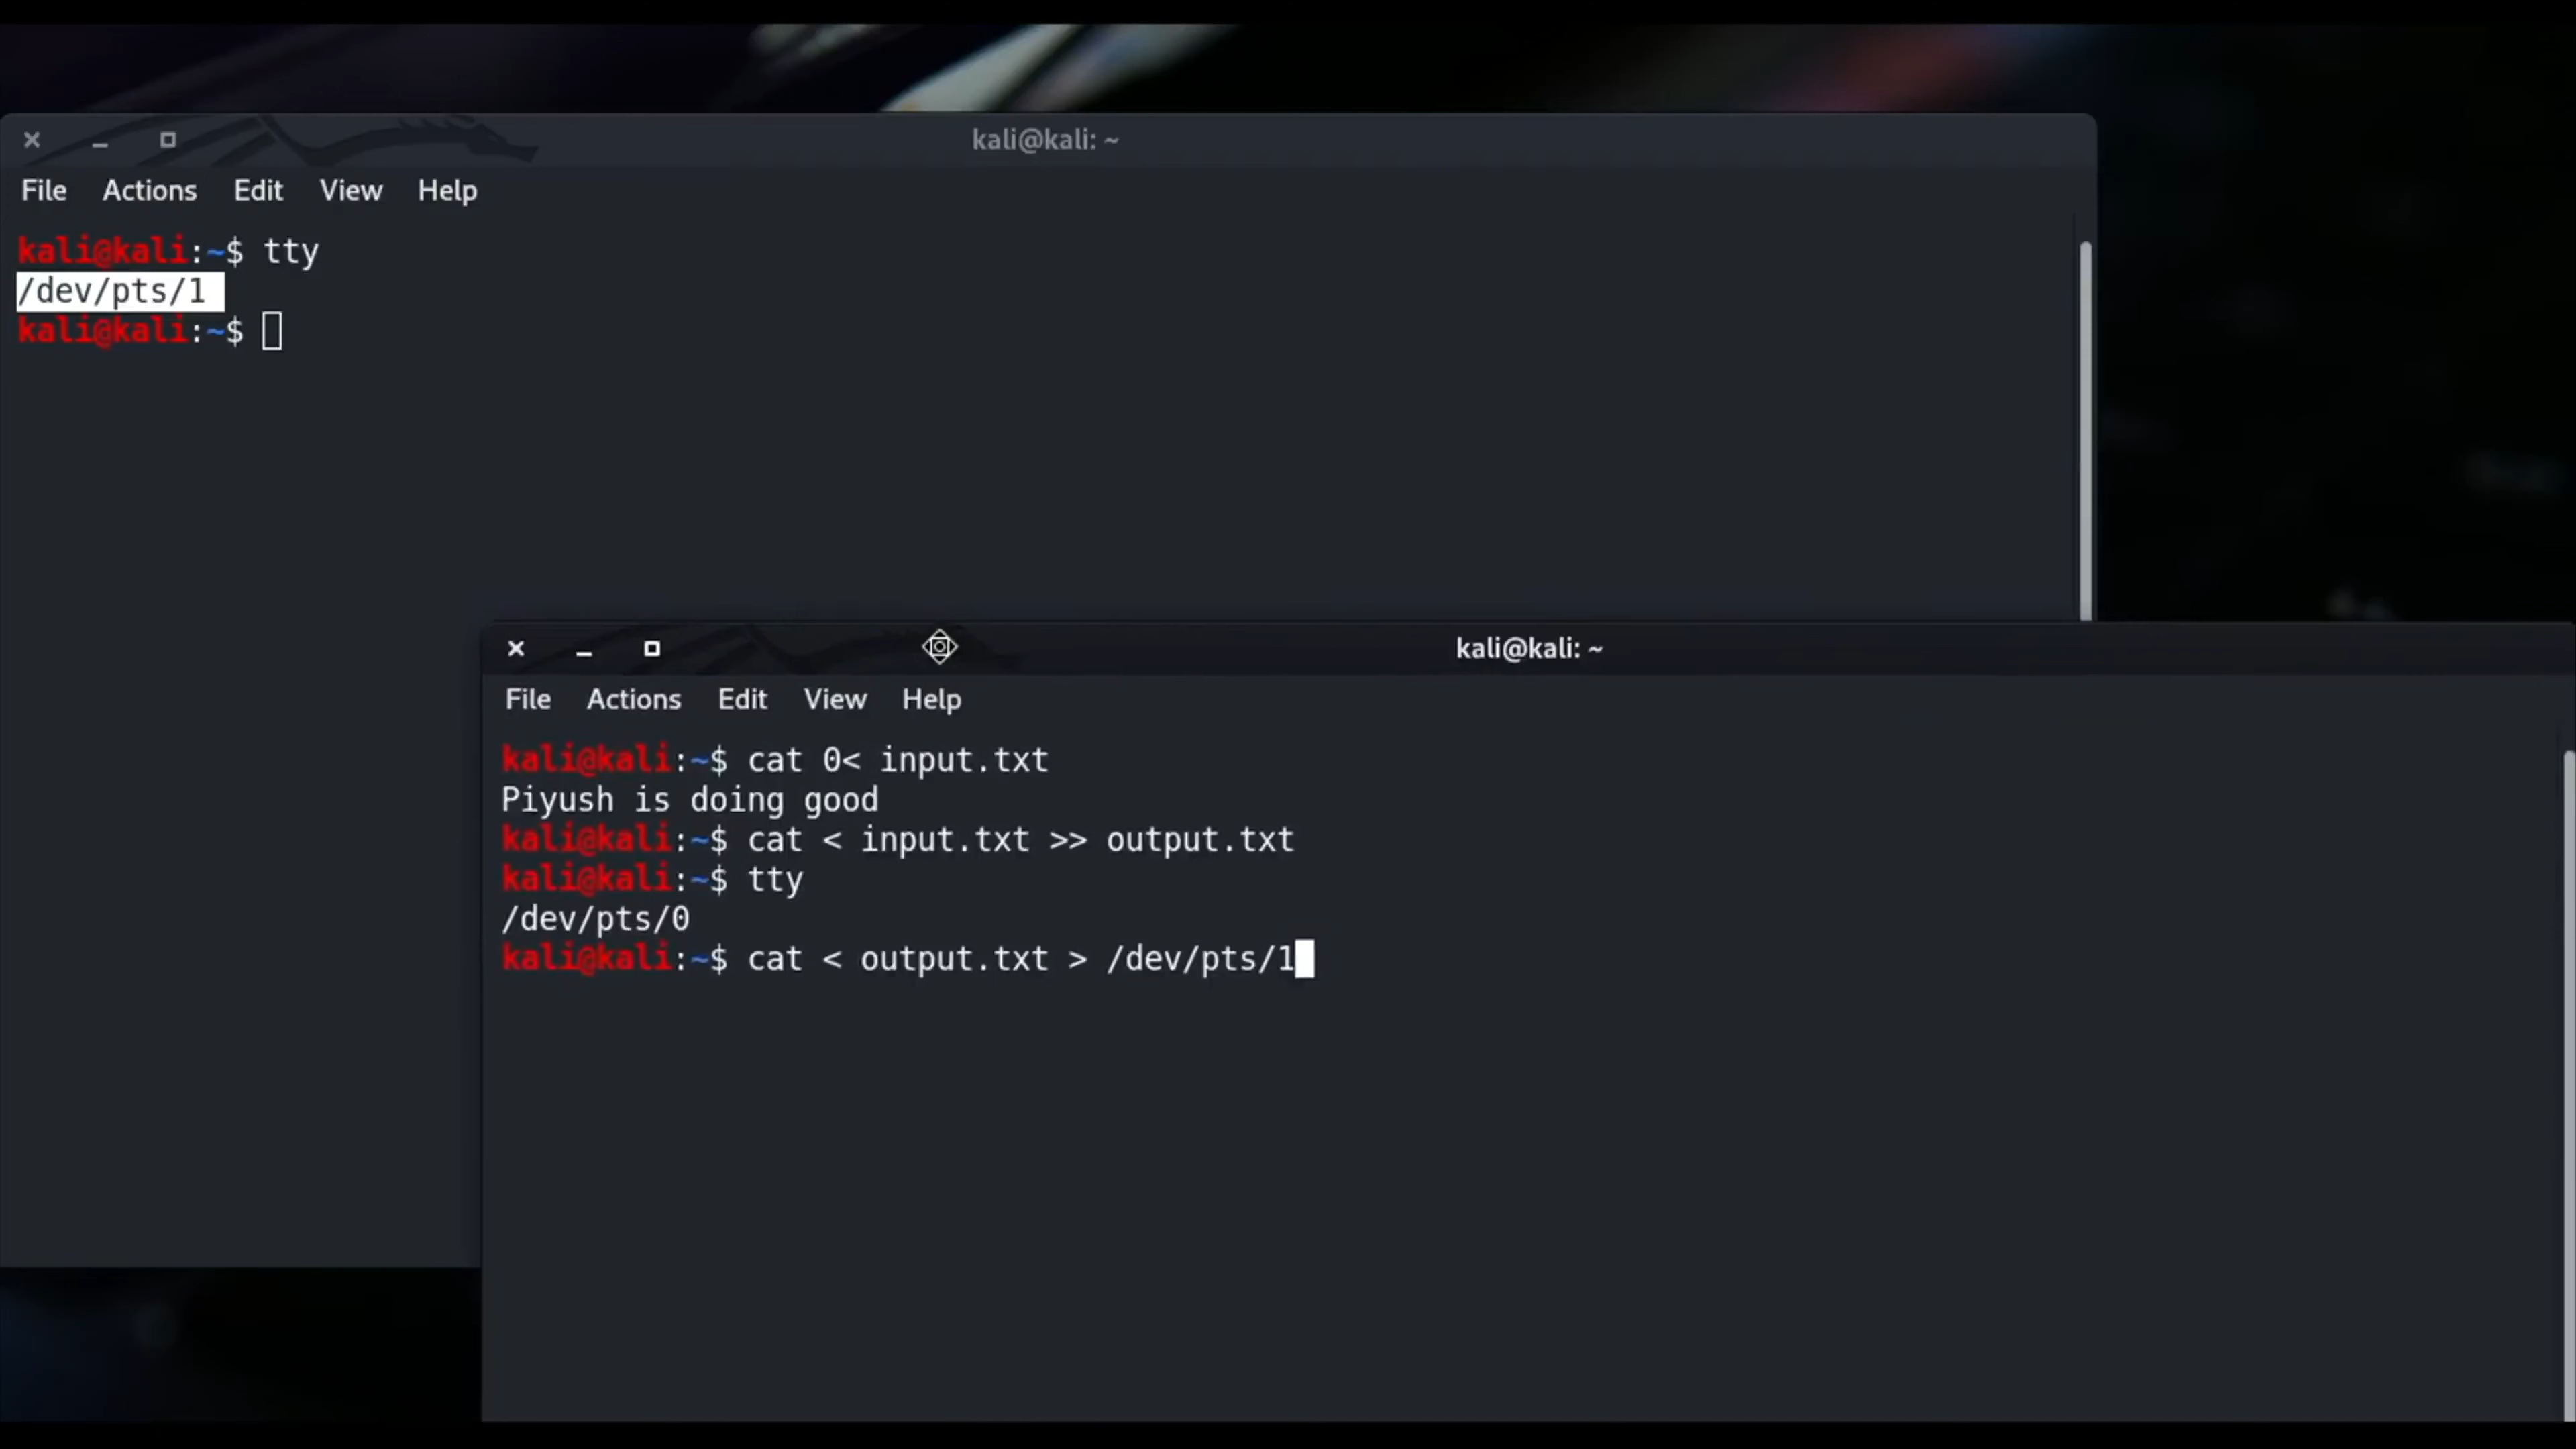 kali@kali: ~
File Actions Edit View Help
kali@kali:~$ tty
/dev/pts/1
kali@kali:~$
kali@kali: ~
File Actions Edit View Help
kali@kali:~$ cat 0< input.txt
Piyush is doing good
kali@kali:~$ cat < input.txt >> output.txt
kali@kali:~$ tty
/dev/pts/0
kali@kali:~$ cat < output.txt > /dev/pts/1